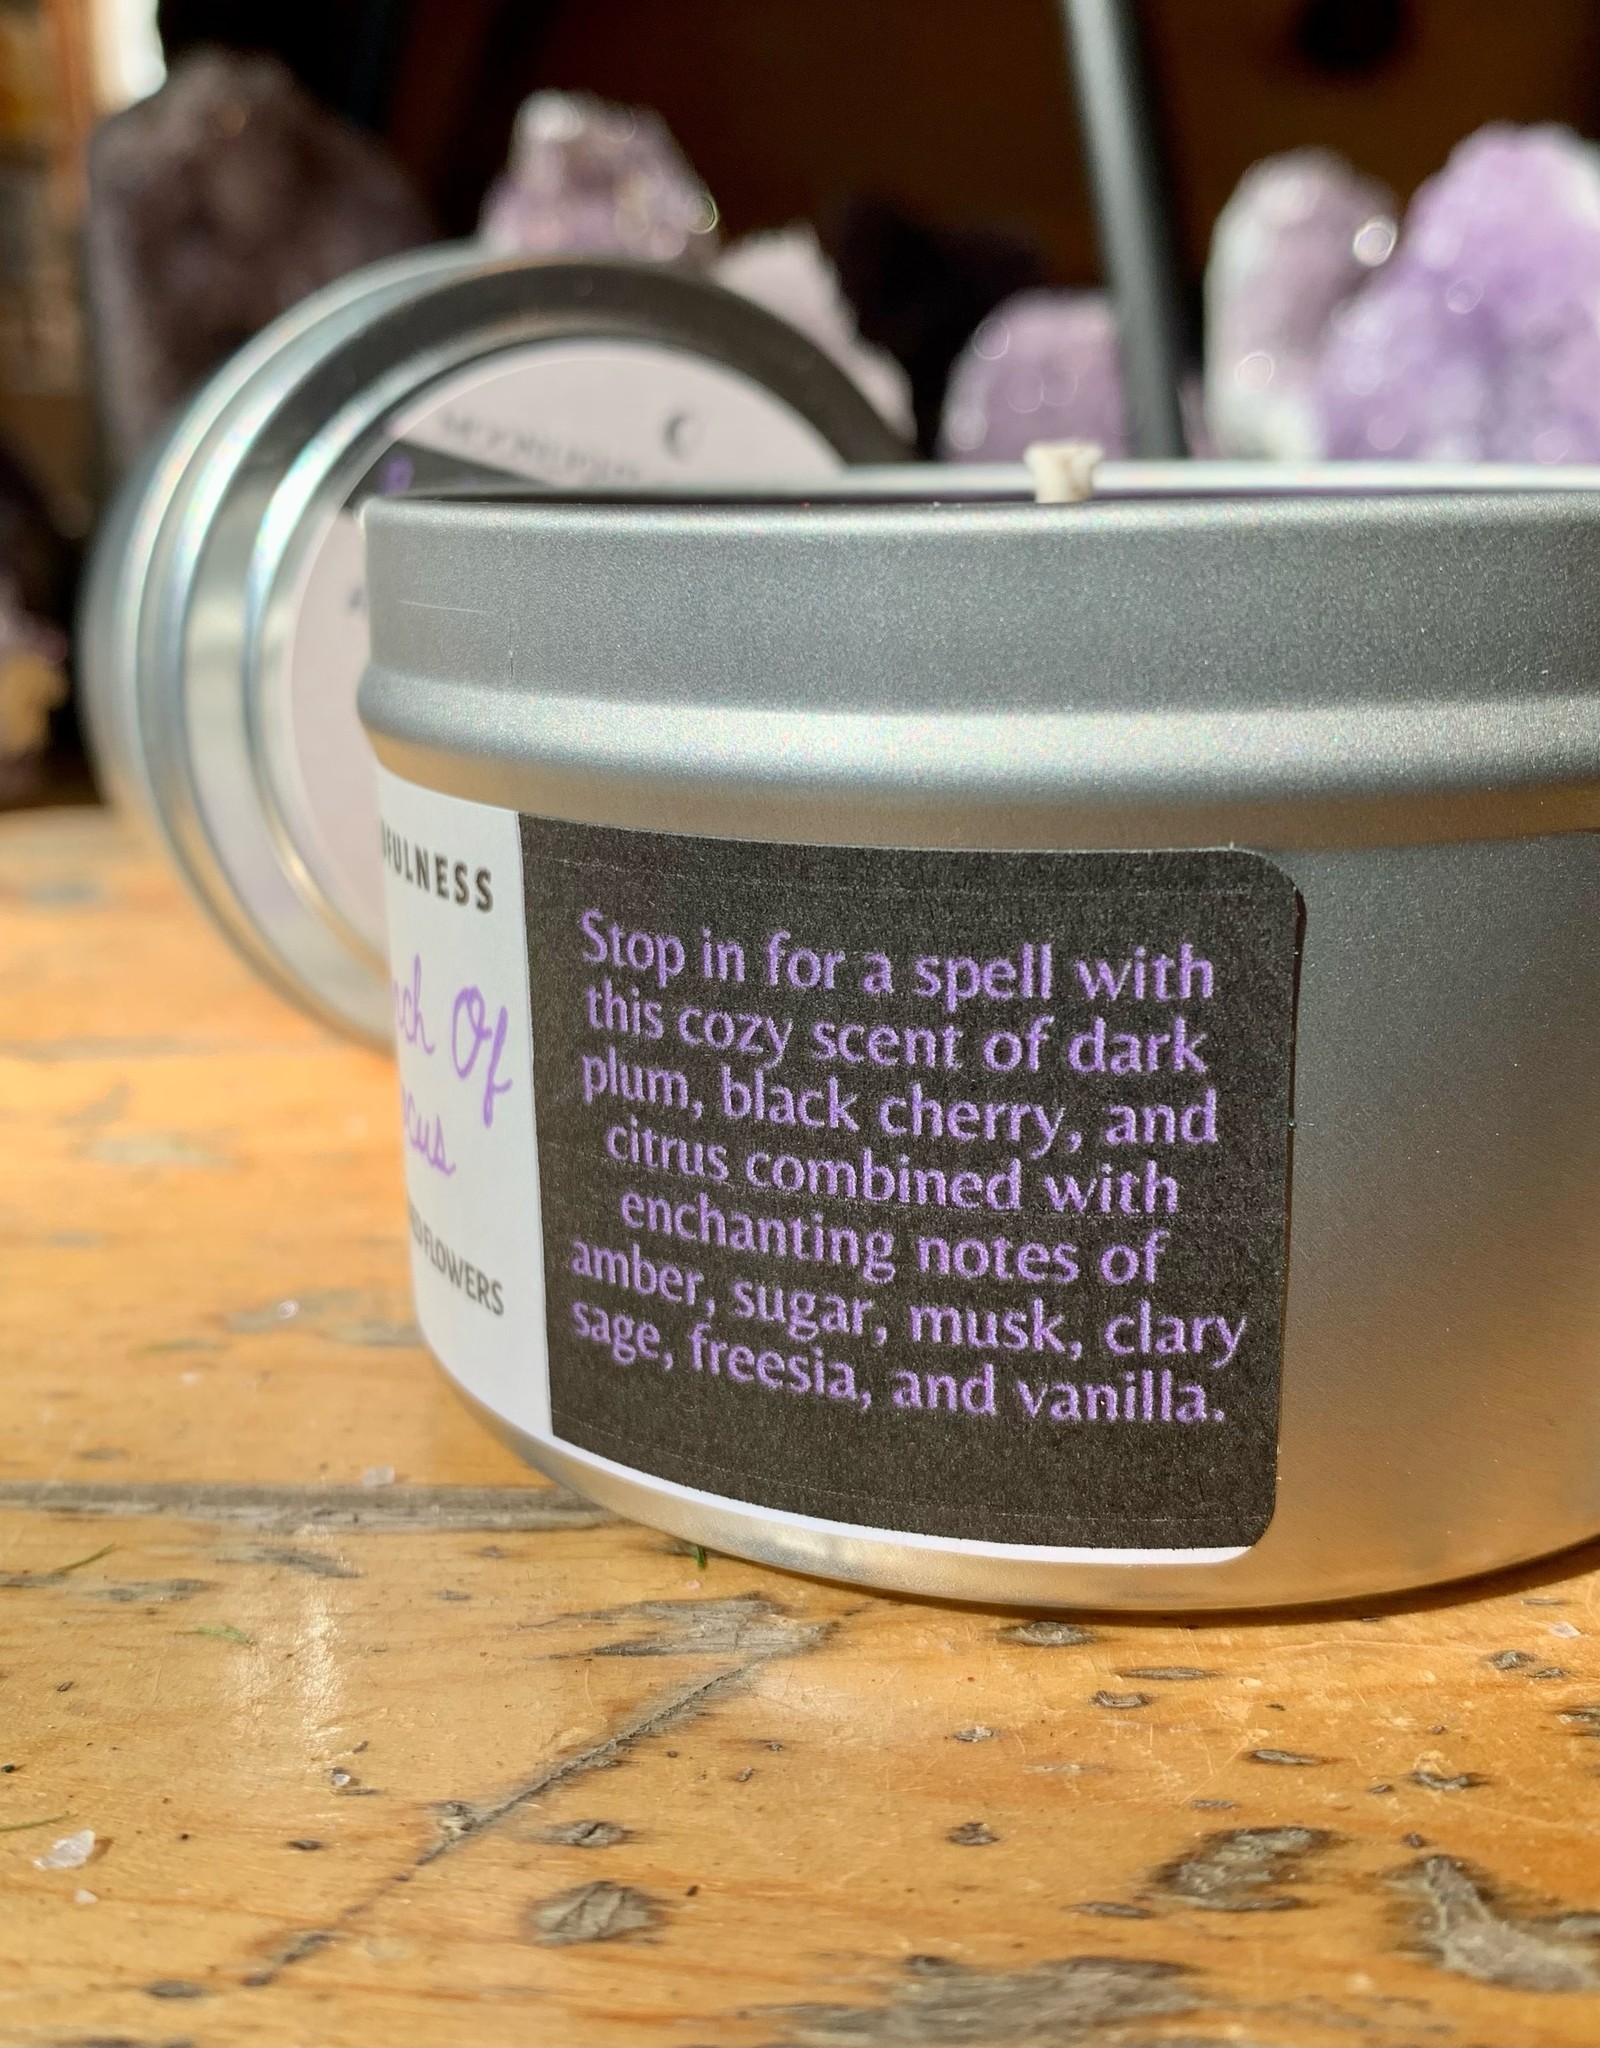 Stop in for a spell with
this cozy scent of dark
plum, black cherry, and
citrus combined with
enchanting notes of
amber, sugar, musk, clary
sage, freesia, and vanilla.
Of
FLOWERS